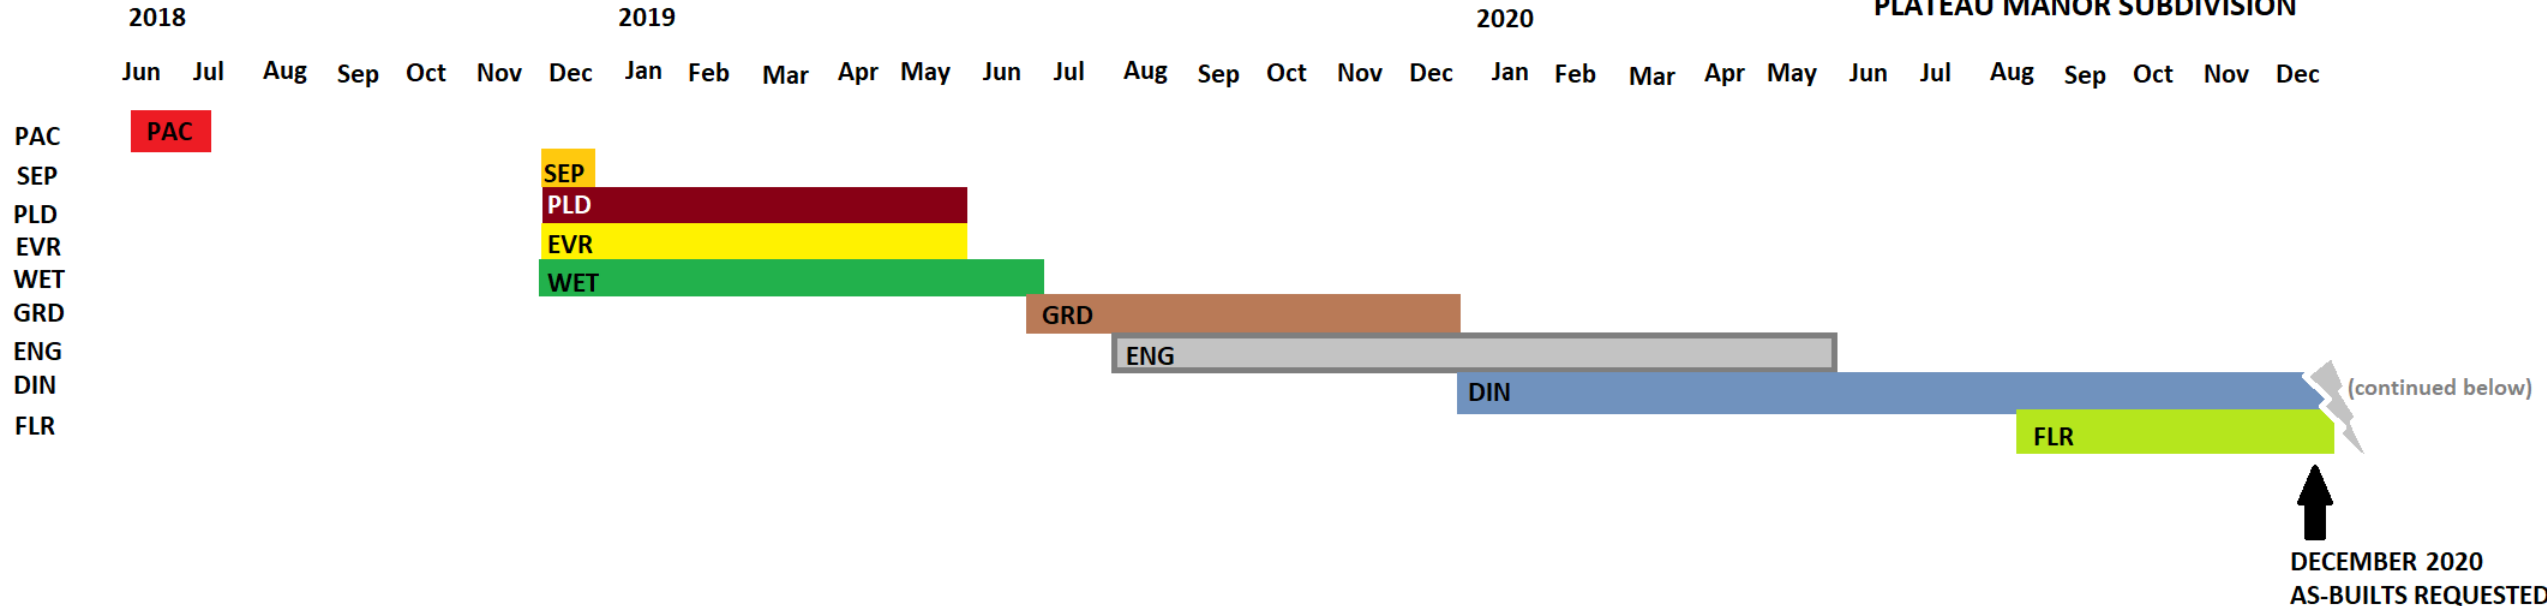 2018 2019 2020 PLATEAU MANOR SUBDIVISION
Jun Jul Aug Sep Oct Nov Dec Jan Feb Mar Apr May Jun Jul Aug Sep Oct Nov Dec Jan Feb Mar Apr May Jun Jul Aug Sep Oct Nov Dec
PAC PAC
SEP SEP
PLD PLD
EVR EVR
WET WET
GRD GRD
ENG ENG
DIN DIN (continued below)
FLR FLR
DECEMBER 2020
AS-BUILTS REQUESTED